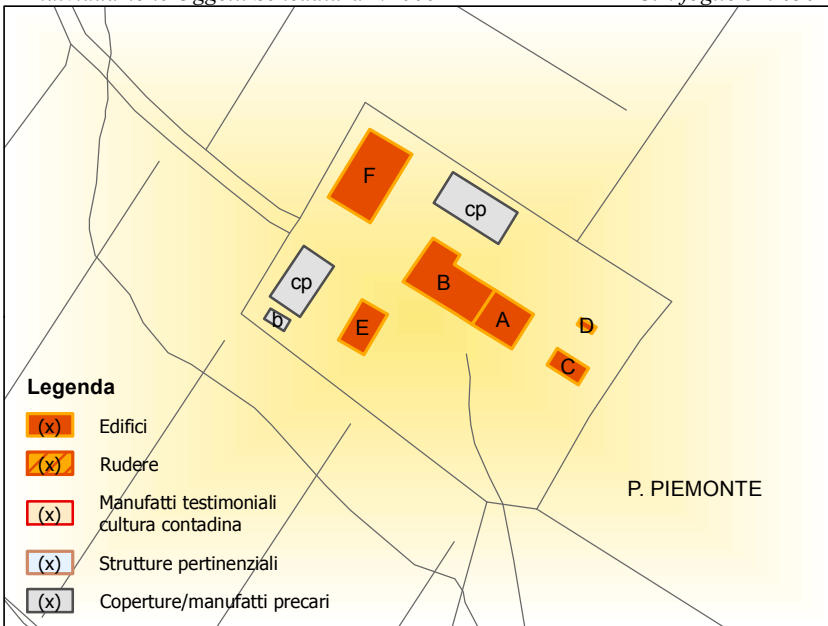 F
cp
cp
b
B
E
A
D
C
Legenda
(x) Edifici
(x) Rudere
(x) Manufatti testimoniali
cultura contadina
(x) Strutture pertinenziali
(x) Coperture/manufatti precari
P. PIEMONTE